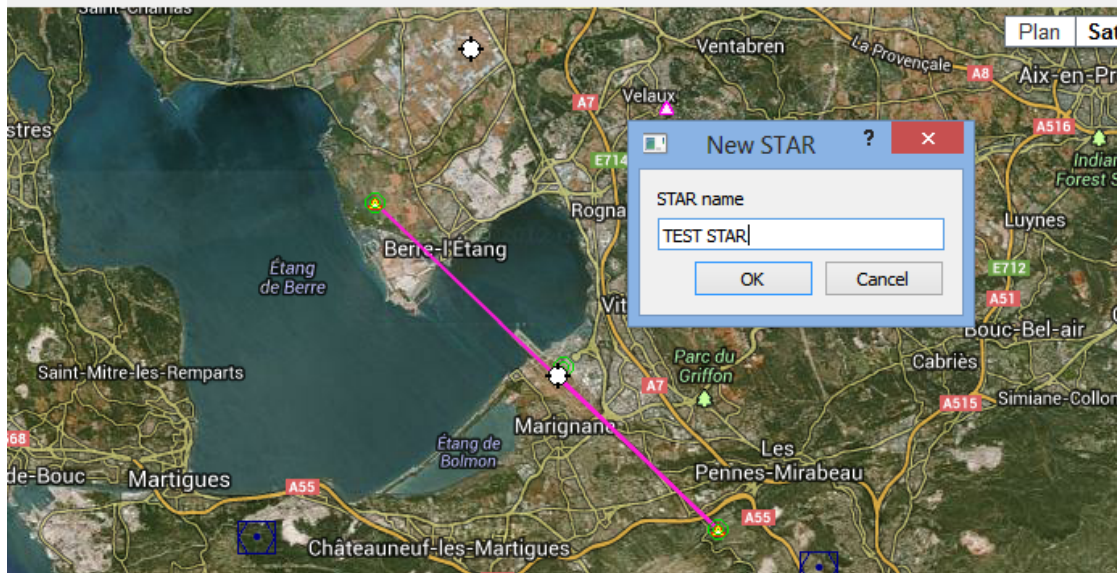 Saint-Chamas
Plan
Sat
Ventabren
La Provençale
A8
Aix-en-Pr
A7
Velaux
A516
stres
New STAR
?
E714
STAR name
Indian
Forest S
Rogna
TEST STAR
Luynes
Berre-l'Étang
OK
Cancel
E712
Étang
de Berre
A51
Vit
Bouc-Bel-air
Parc du
Griffon
Cabriès
Saint-Mitre-les-Remparts
A7
A515
Simiane-Collon
Marignane
568
Étang de
Bolmon
Les
Pennes-Mirabeau
de-Bouc
Martigues
A55
A55
Châteauneuf-les-Martigues